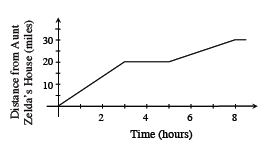 Distance from Aunt
Zelda's House (miles)
30
20
10
2 4 6 8
Time (hours)